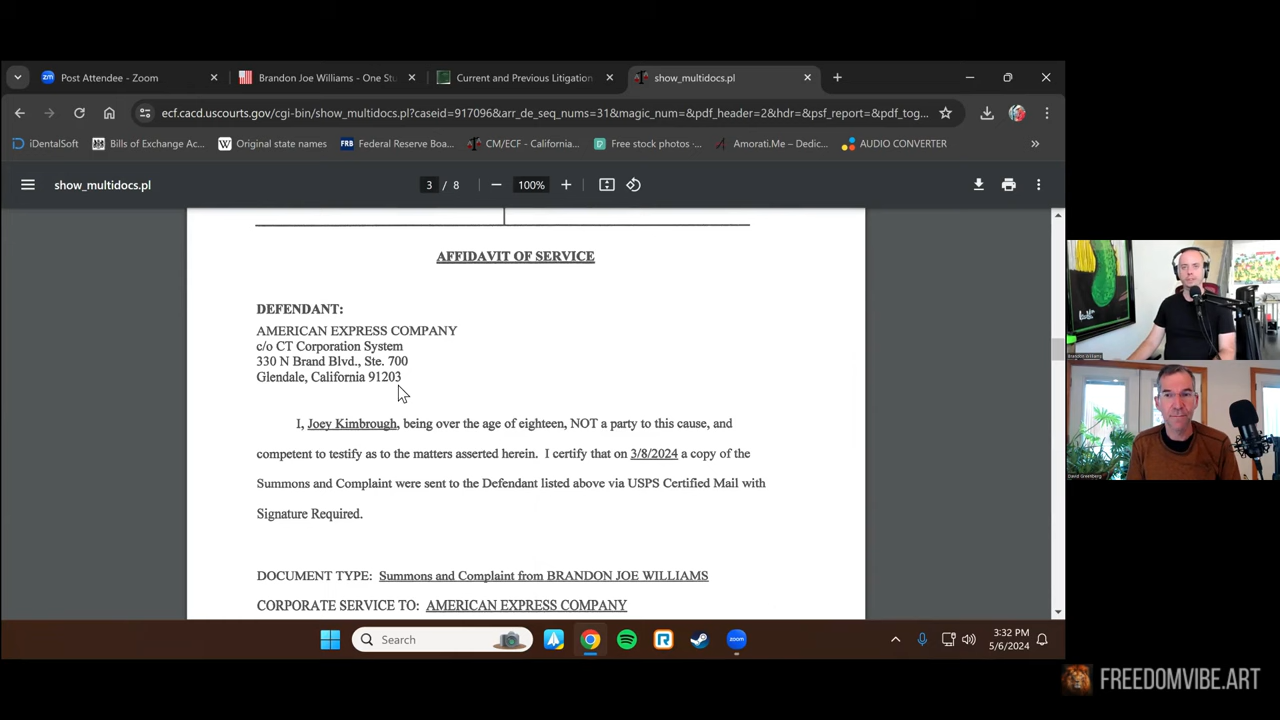 Post Attendee - Zoom
Brandon Joe Williams - One Stu
Current and Previous Litigation
show_multidocs.pl
ecf.cacd.uscourts.gov/cgi-bin/show_multidocs.pl?caseid=917096&arr_de_seq_nums=31&magic_num=&pdf_header=2&hdr=&psf_report=&pdf_tog...
iDentalSoft
Bills of Exchange Ac...
Original state names
FRB Federal Reserve Boa...
CM/ECF - California...
Free stock photos -...
Amorati.Me – Dedic...
AUDIO CONVERTER
show_multidocs.pl
3 / 8
100%
AFFIDAVIT OF SERVICE
DEFENDANT:
AMERICAN EXPRESS COMPANY
c/o CT Corporation System
330 N Brand Blvd., Ste. 700
Glendale, California 91203
I, Joey Kimbrough, being over the age of eighteen, NOT a party to this cause, and
competent to testify as to the matters asserted herein. I certify that on 3/8/2024 a copy of the
Summons and Complaint were sent to the Defendant listed above via USPS Certified Mail with
Signature Required.
DOCUMENT TYPE: Summons and Complaint from BRANDON JOE WILLIAMS
CORPORATE SERVICE TO: AMERICAN EXPRESS COMPANY
Brandon Williams
David Greenberg
Search
zoom
3:32 PM
5/6/2024
FREEDOMVIBE.ART